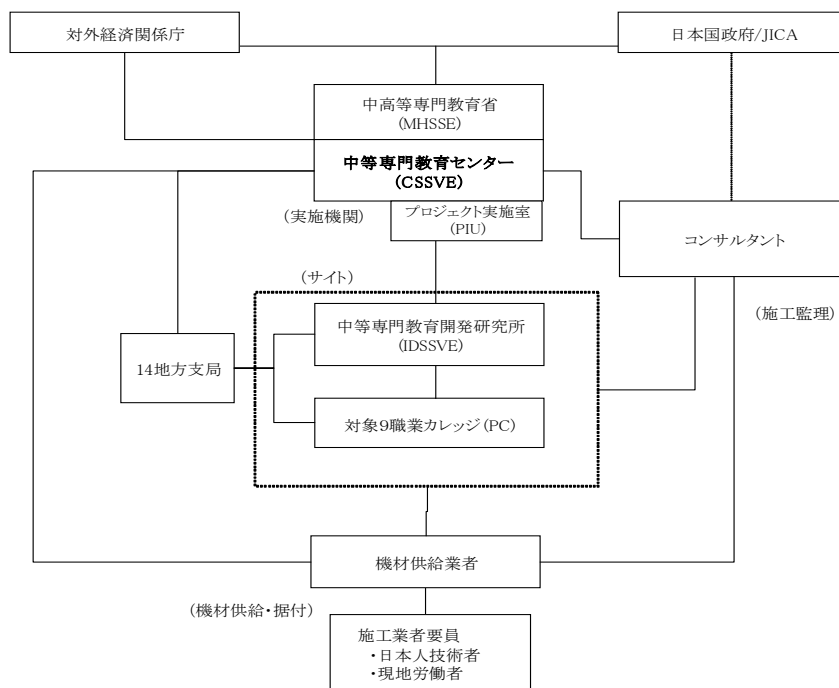 対外経済関係庁
日本国政府/JICA
中高等専門教育省
(MHSSE)
中等専門教育センター
(CSSVE)
(実施機関)
プロジェクト実施室
(PIU)
コンサルタント
(サイト)
(施工監理)
中等専門教育開発研究所
(IDSSVE)
14地方支局
対象9職業カレッジ(PC)
機材供給業者
(機材供給・据付)
施工業者要員
・日本人技術者
・現地労働者